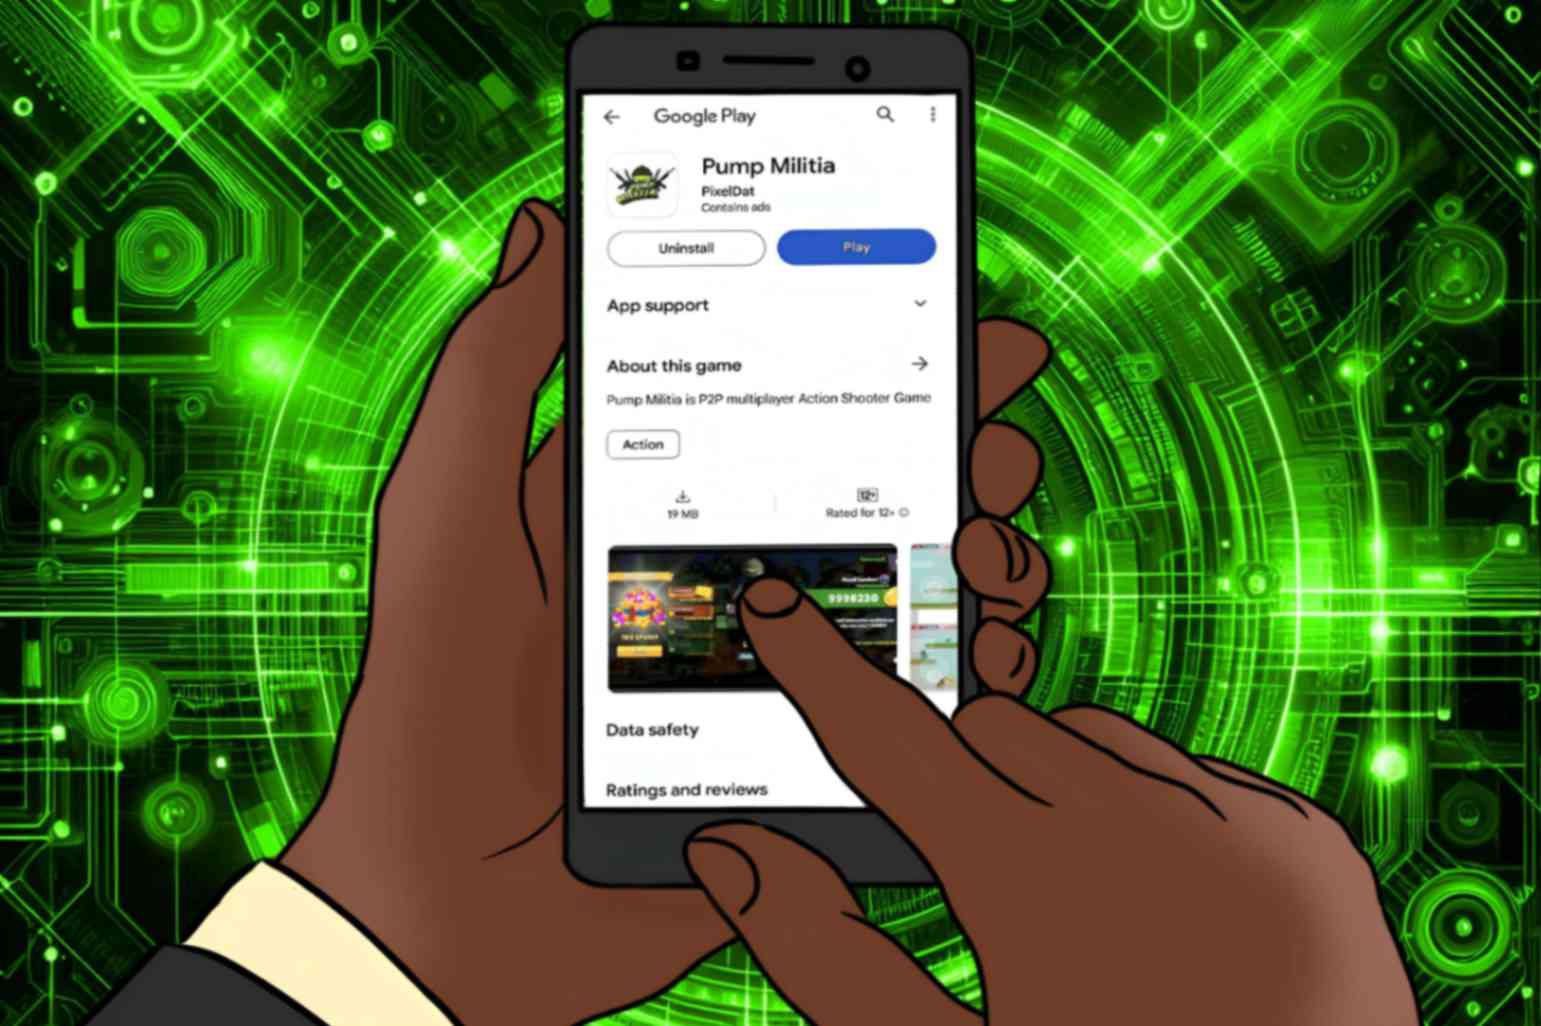 Google Play
Pump Militia
PixelDat
Contains ads
Uninstall
Play
App support
About this game
Pump Militia is P2P multiplayer Action Shooter Game
Action
19 MB
12+
Rated for 12+
9998230
Data safety
Ratings and reviews